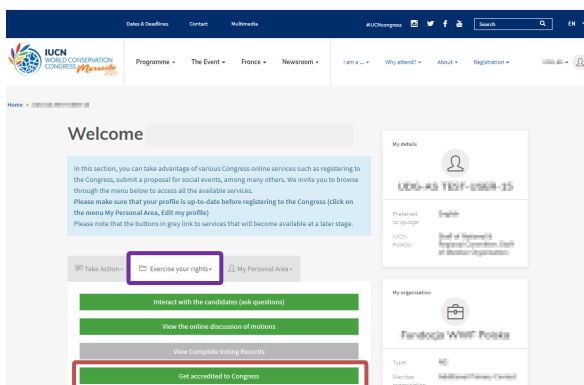 Dates & Deadlines Contact Multimedia #IUCNcongress Search EN
IUCN
WORLD CONSERVATION
CONGRESS Marseille
2020
Programme The Event France Newsroom I am a ... Why attend? About Registration
Home >
Welcome
In this section, you can take advantage of various Congress online services such as registering to
the Congress, submit a proposal for social events, among many others. We invite you to browse
through the menu below to access all the available services.
Please make sure that your profile is up-to-date before registering to the Congress (click on
the menu My Personal Area, Edit my profile)
Please note that the buttons in grey link to services that will become available at a later stage.
Take Action Exercise your rights My Personal Area
Interact with the candidates (ask questions)
View the online discussion of motions
View Complete Voting Records
Get accredited to Congress
My details
UDG-AS TEST-USER-15
Preferred
language: English
IUCN
Role(s):
My organisation
Fundacja WWF Polska
Type:
Member